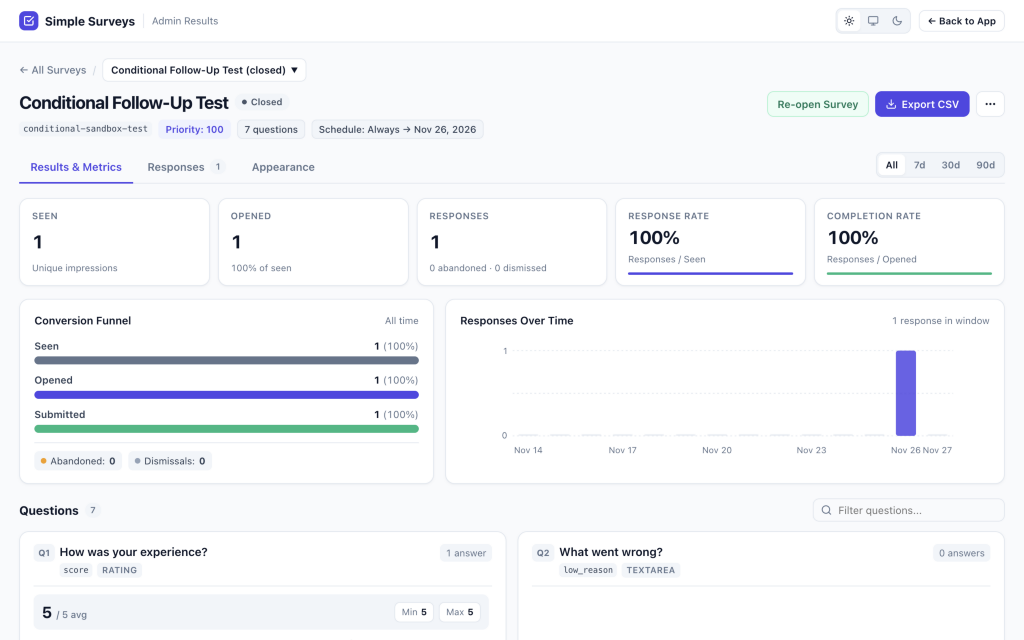 Simple Surveys Admin Results ← Back to App
← All Surveys / Conditional Follow-Up Test (closed) ▼
Conditional Follow-Up Test Closed Re-open Survey Export CSV ...
conditional-sandbox-test Priority: 100 7 questions Schedule: Always → Nov 26, 2026
Results & Metrics Responses 1 Appearance All 7d 30d 90d
SEEN OPENED RESPONSES RESPONSE RATE COMPLETION RATE
1 1 1 100% 100%
Unique impressions 100% of seen 0 abandoned · 0 dismissed Responses / Seen Responses / Opened
Conversion Funnel All time
Seen 1 (100%)
Opened 1 (100%)
Submitted 1 (100%)
Abandoned: 0 Dismissals: 0
Responses Over Time 1 response in window
1
0
Nov 14 Nov 17 Nov 20 Nov 23 Nov 26 Nov 27
Questions 7 Filter questions...
Q1 How was your experience? 1 answer
score RATING
5 / 5 avg Min 5 Max 5
Q2 What went wrong? 0 answers
low_reason TEXTAREA